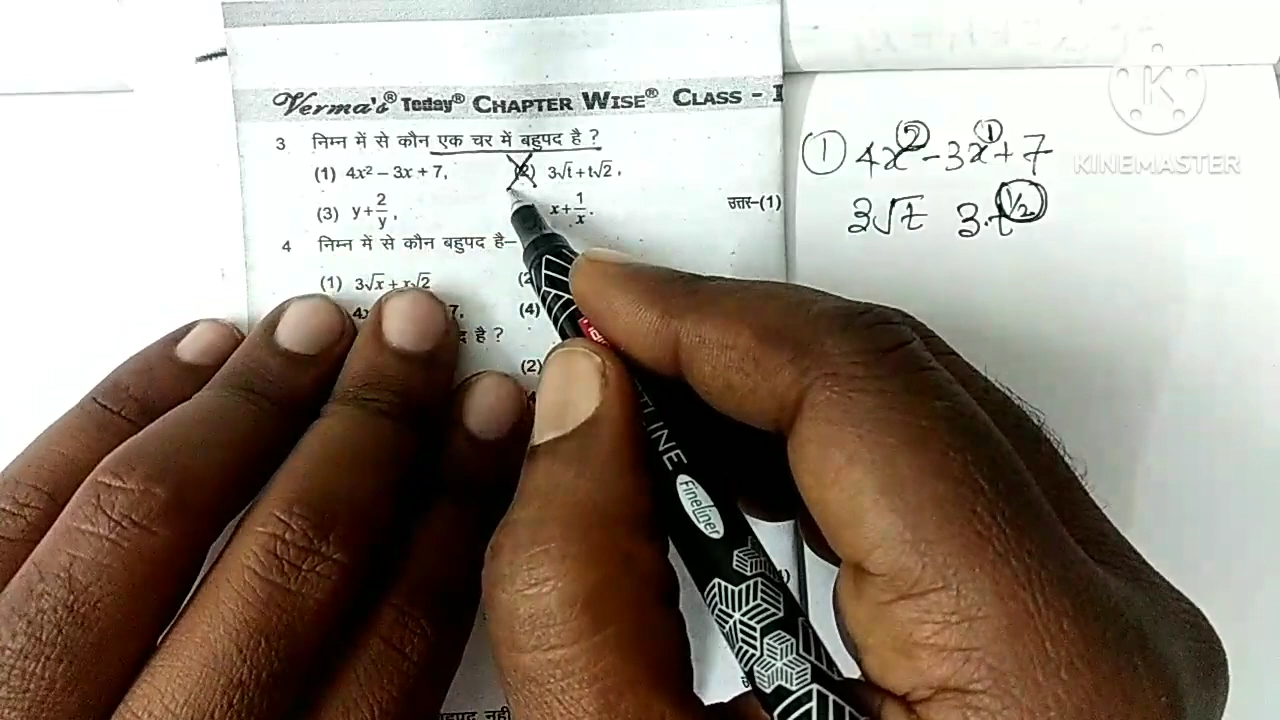 Verma's® Today® CHAPTER WISE® CLASS - I
3 निम्न में से कौन एक चर में बहुपद है ?
(1) 4x² – 3x + 7, (2) 3√t + t√2 ,
(3) y + 2/y , x + 1/x . उत्तर–(1)
4 निम्न में से कौन बहुपद है–
(1) 3√x + x√2 (2
4x 7, (4)
है ?
(2)
① 4x² – 3x¹ + 7
3√t 3.t^1/2
K
KINEMASTER
FineLiner